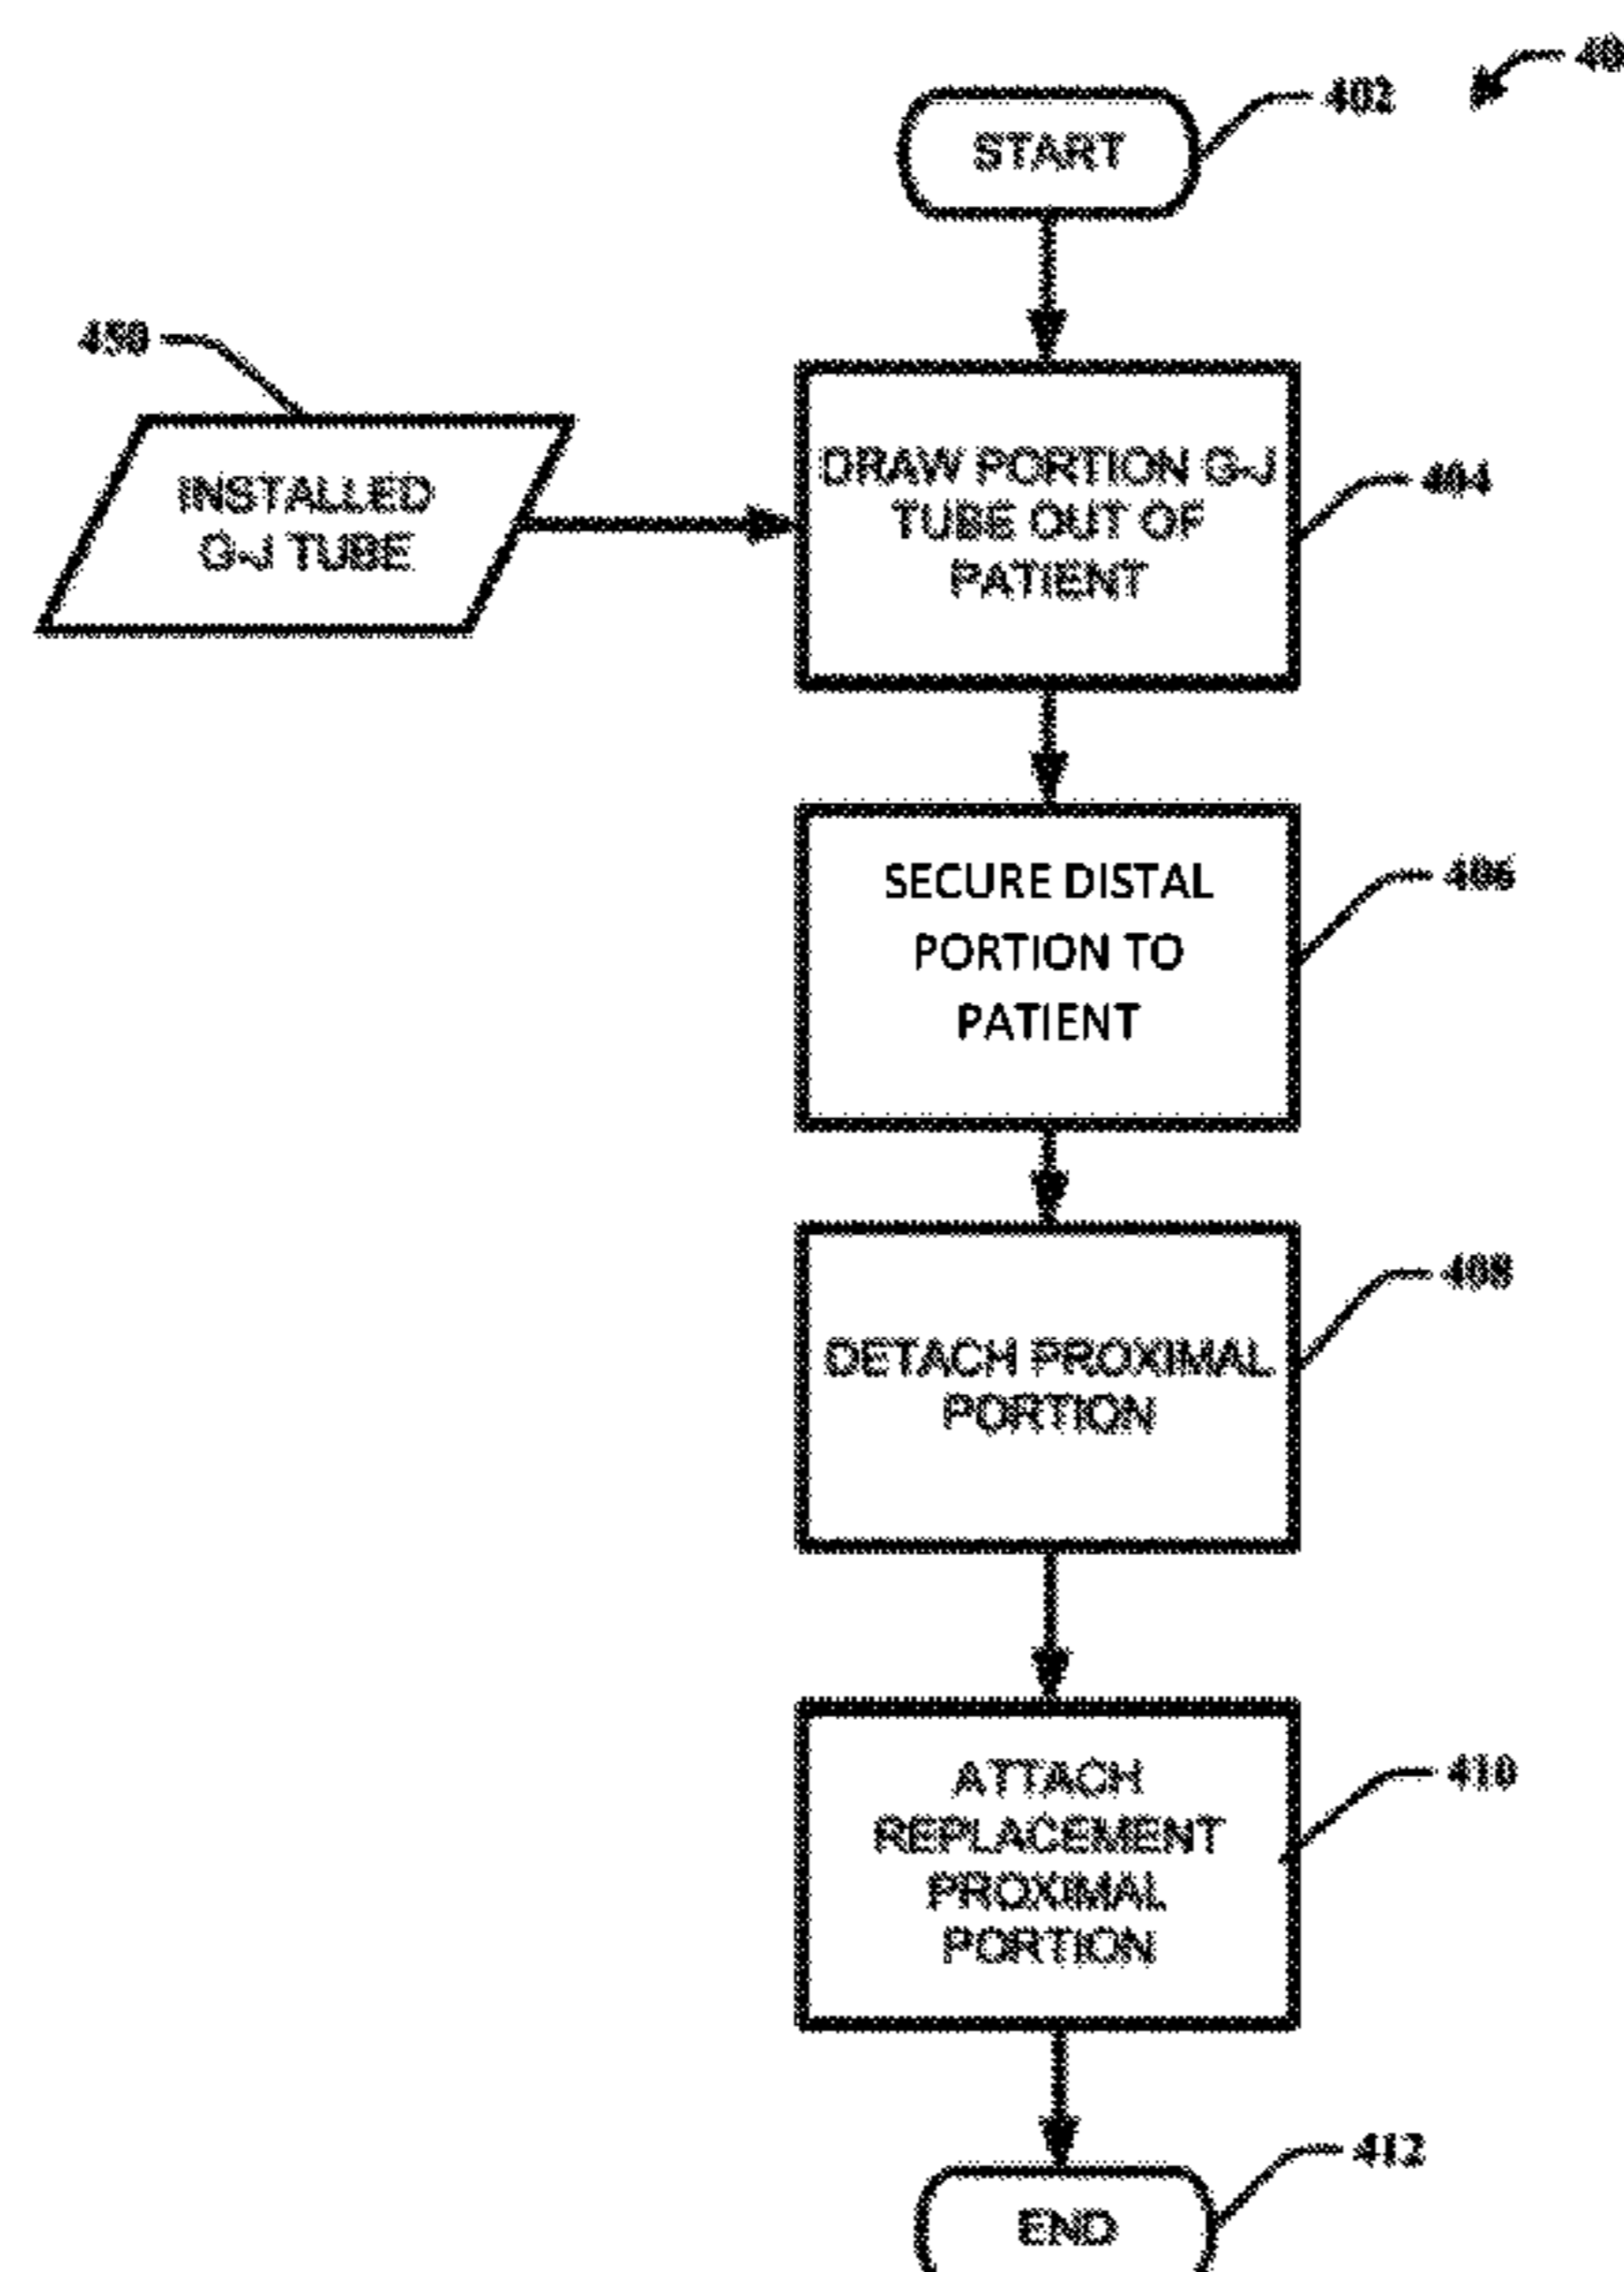 40
402
START
450
INSTALLED
G-J TUBE
DRAW PORTION G-J
TUBE OUT OF
PATIENT
404
SECURE DISTAL
PORTION TO
PATIENT
406
DETACH PROXIMAL
PORTION
408
ATTACH
REPLACEMENT
PROXIMAL
PORTION
410
END
412